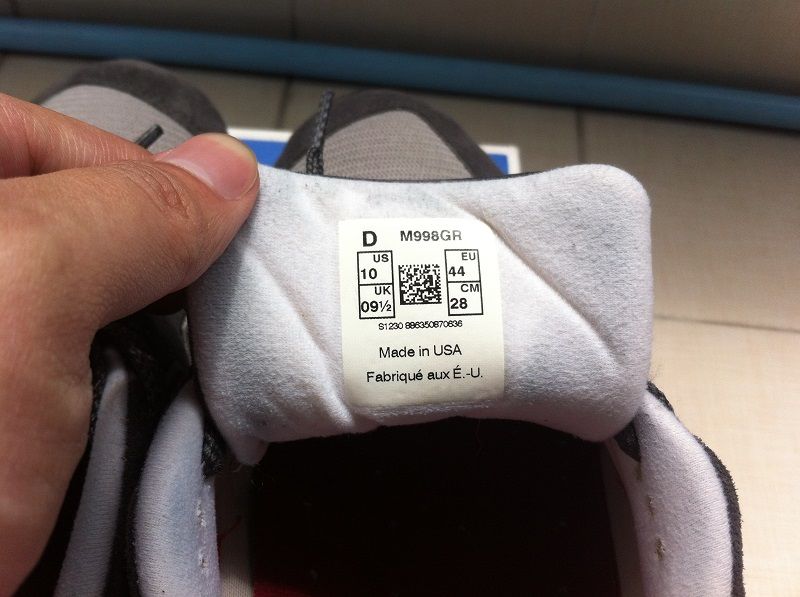 D M998GR
US EU
10 44
UK CM
09½ 28
S1230 886350870636
Made in USA
Fabriqué aux É.-U.